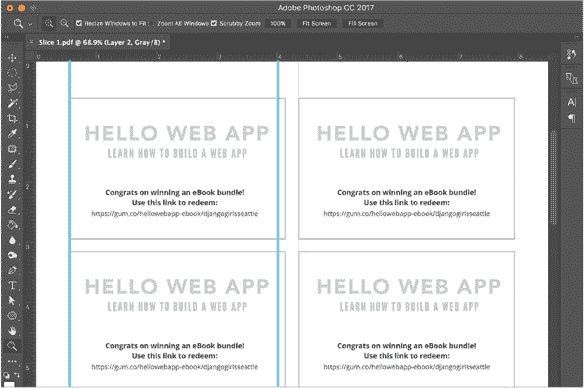 Adobe Photoshop CC 2017
Resize Windows to Fit Zoom All Windows Scrubby Zoom 100% Fit Screen Fill Screen
× Slice 1.pdf @ 68.9% (Layer 2, Gray/8) *
HELLO WEB APP
LEARN HOW TO BUILD A WEB APP
Congrats on winning an eBook bundle!
Use this link to redeem:
https://gum.co/hellowebapp-ebook/djangogirlsseattle
HELLO WEB APP
LEARN HOW TO BUILD A WEB APP
Congrats on winning an eBook bundle!
Use this link to redeem:
https://gum.co/hellowebapp-ebook/djangogirlsseattle
HELLO WEB APP
LEARN HOW TO BUILD A WEB APP
Congrats on winning an eBook bundle!
Use this link to redeem:
https://gum.co/hellowebapp-ebook/djangogirlsseattle
HELLO WEB APP
LEARN HOW TO BUILD A WEB APP
Congrats on winning an eBook bundle!
Use this link to redeem:
https://gum.co/hellowebapp-ebook/djangogirlsseattle